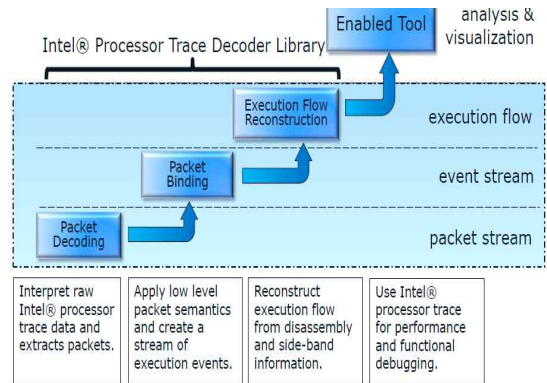 Enabled Tool
analysis &
visualization
Intel® Processor Trace Decoder Library
Execution Flow
Reconstruction
execution flow
Packet
Binding
event stream
Packet
Decoding
packet stream
Interpret raw
Intel® processor
trace data and
extracts packets.
Apply low level
packet semantics
and create a
stream of
execution events.
Reconstruct
execution flow
from disassembly
and side-band
information.
Use Intel®
processor trace
for performance
and functional
debugging.